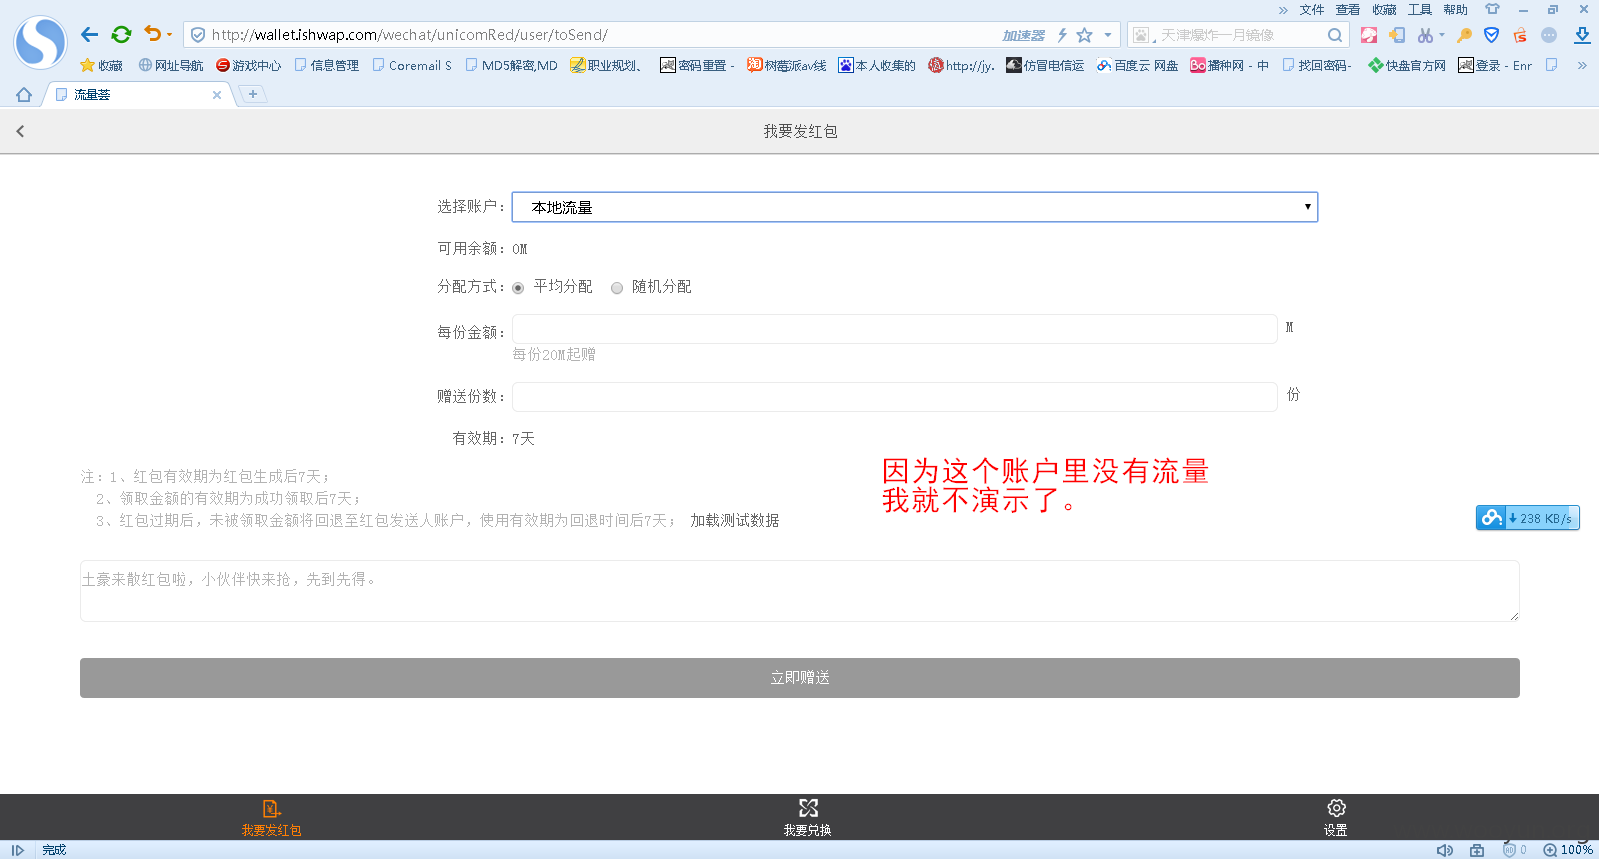 » 文件 查看 收藏 工具 帮助
http://wallet.ishwap.com/wechat/unicomRed/user/toSend/ 加速器 天津爆炸一月镜像
收藏 网址导航 游戏中心 信息管理 Coremail S MD5解密,MD 职业规划、 密码重置 - 树莓派av线 本人收集的 http://jy. 仿冒电信运 百度云 网盘 播种网 - 中 找回密码- 快盘官方网 登录 - Enr »
流量荟
我要发红包
选择账户： 本地流量
可用余额：0M
分配方式： 平均分配 随机分配
每份金额： M
每份20M起赠
赠送份数： 份
有效期：7天
因为这个账户里没有流量
我就不演示了。
注：1、红包有效期为红包生成后7天；
2、领取金额的有效期为成功领取后7天；
3、红包过期后，未被领取金额将回退至红包发送人账户，使用有效期为回退时间后7天； 加载测试数据
238 KB/s
土豪来散红包啦，小伙伴快来抢，先到先得。
立即赠送
我要发红包 我要兑换 设置
完成 0 100%